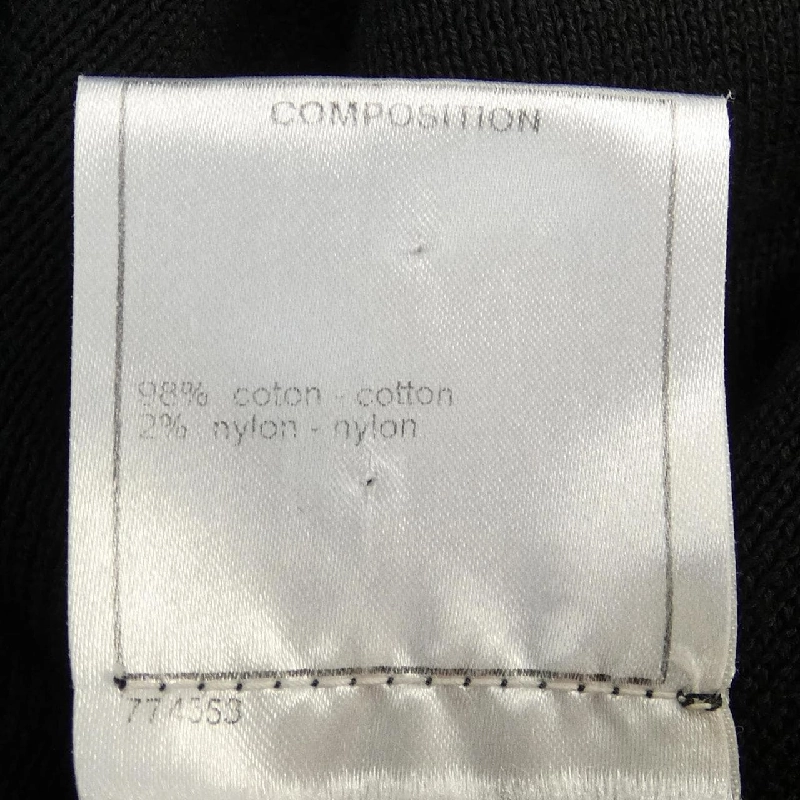 COMPOSITION
98% coton - cotton
2% nylon - nylon
774553